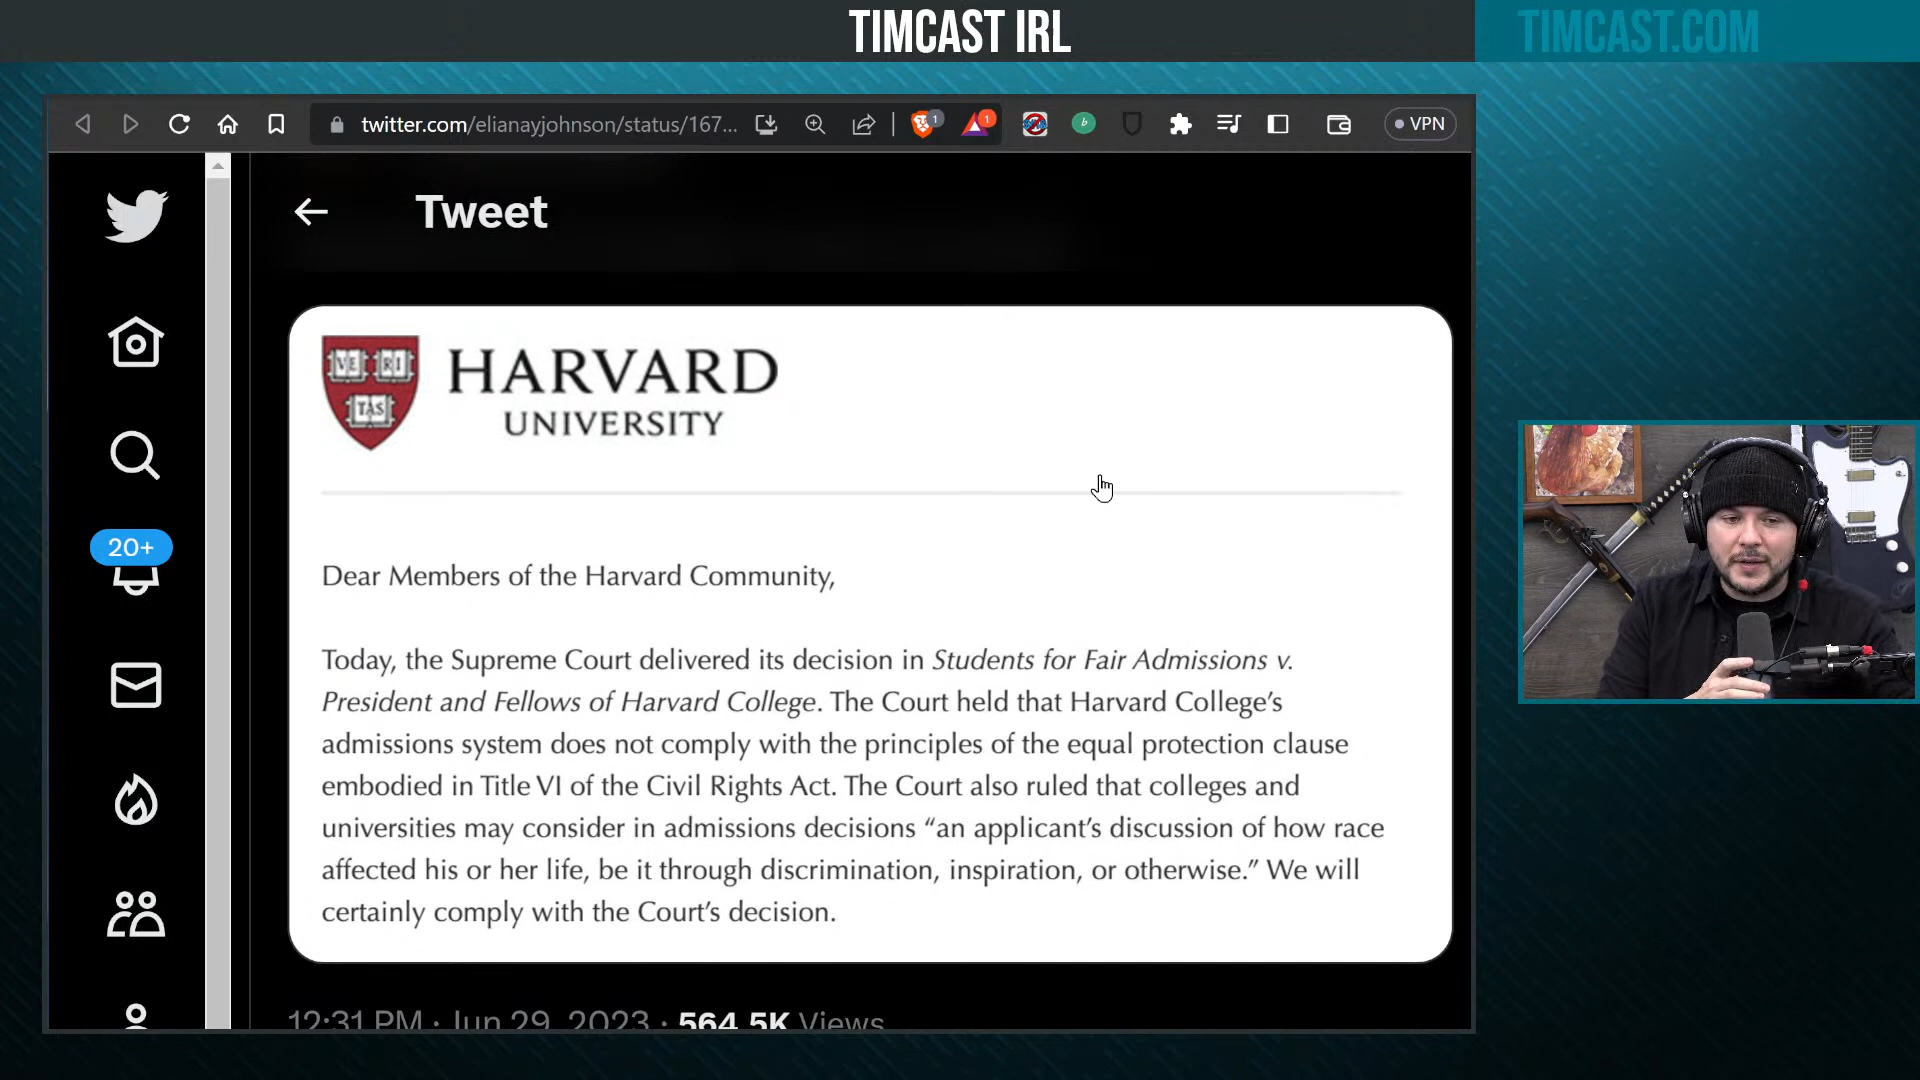 TIMCAST IRL
TIMCAST.COM
twitter.com/elianayjohnson/status/167...
1
1
b
VPN
Tweet
VE RI
TAS
HARVARD
UNIVERSITY
20+
Dear Members of the Harvard Community,
Today, the Supreme Court delivered its decision in Students for Fair Admissions v.
President and Fellows of Harvard College. The Court held that Harvard College’s
admissions system does not comply with the principles of the equal protection clause
embodied in Title VI of the Civil Rights Act. The Court also ruled that colleges and
universities may consider in admissions decisions “an applicant’s discussion of how race
affected his or her life, be it through discrimination, inspiration, or otherwise.” We will
certainly comply with the Court’s decision.
12:31 PM · Jun 29, 2023 · 564.5K Views